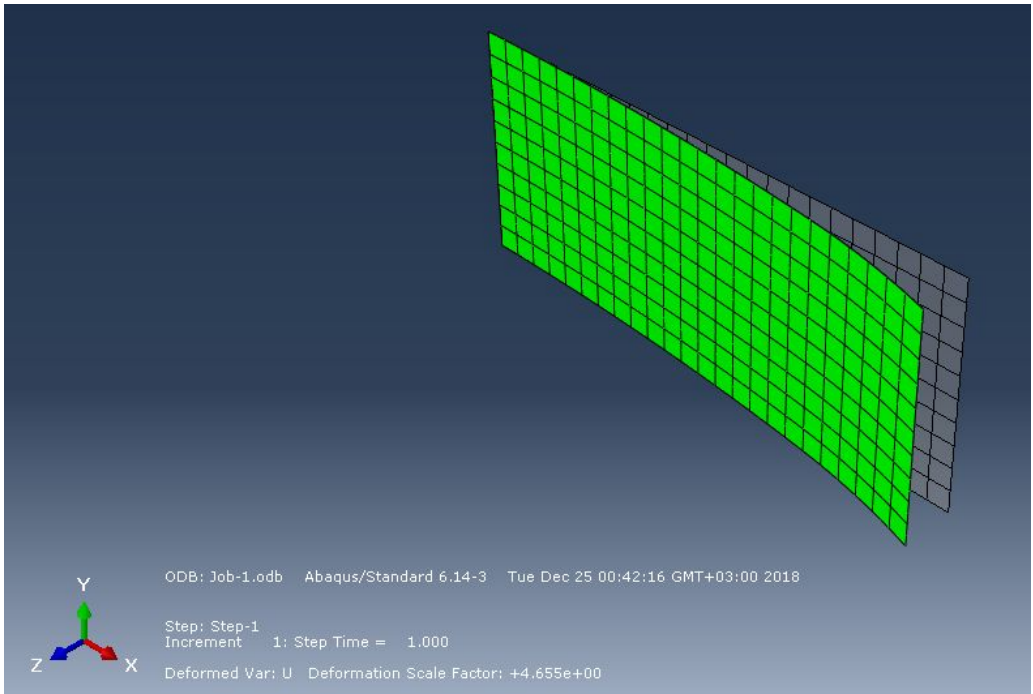 Y
Z
X
ODB: Job-1.odb Abaqus/Standard 6.14-3 Tue Dec 25 00:42:16 GMT+03:00 2018
Step: Step-1
Increment 1: Step Time = 1.000
Deformed Var: U Deformation Scale Factor: +4.655e+00